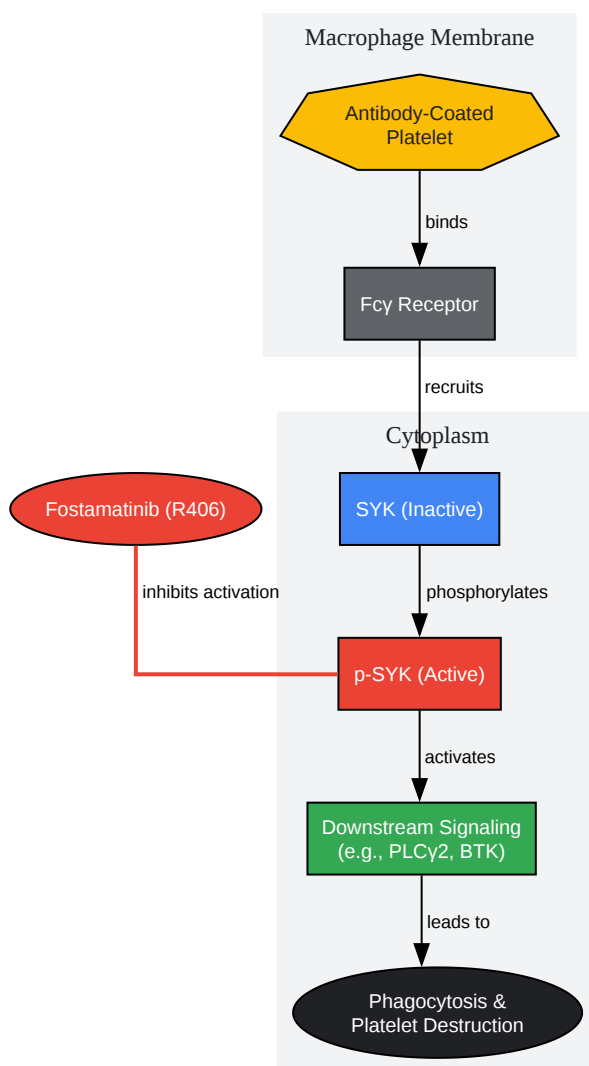 Macrophage Membrane
Antibody-Coated
Platelet
binds
Fcγ Receptor
recruits
Cytoplasm
Fostamatinib (R406)
SYK (Inactive)
inhibits activation
phosphorylates
p-SYK (Active)
activates
Downstream Signaling
(e.g., PLCγ2, BTK)
leads to
Phagocytosis &
Platelet Destruction